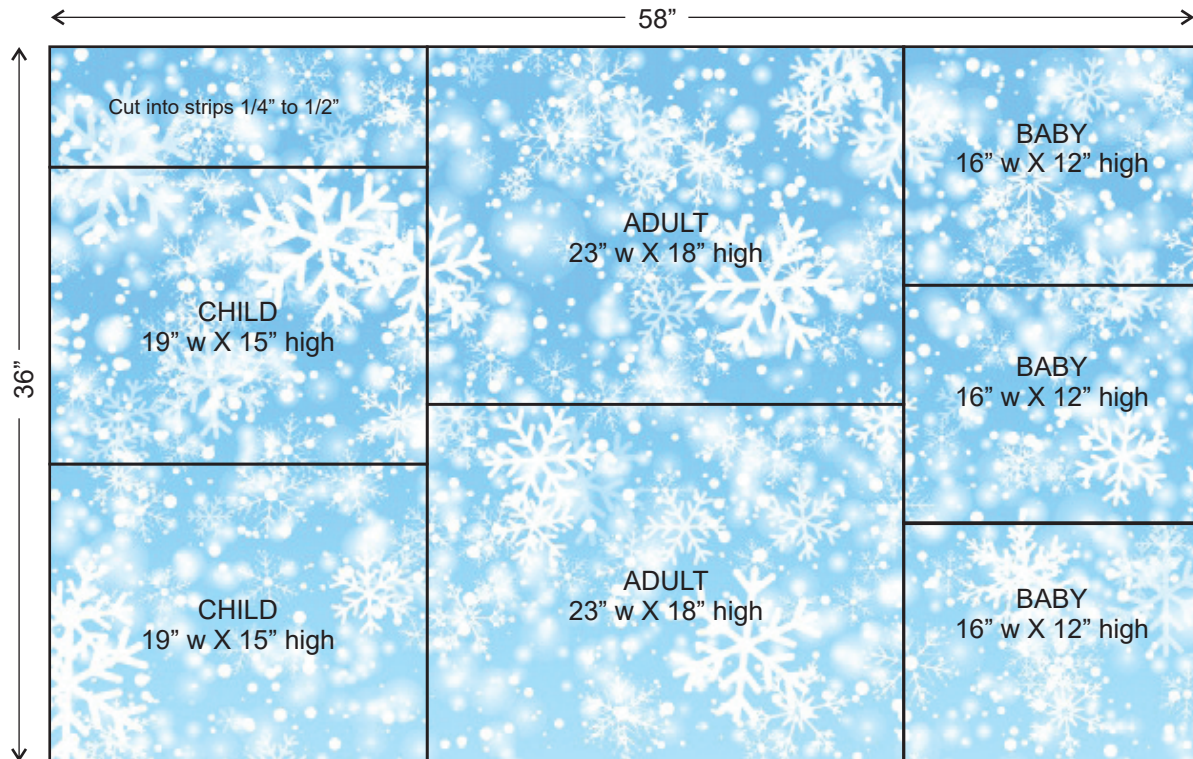 58”
36”
Cut into strips 1/4” to 1/2”
CHILD
19” w X 15” high
CHILD
19” w X 15” high
ADULT
23” w X 18” high
ADULT
23” w X 18” high
BABY
16” w X 12” high
BABY
16” w X 12” high
BABY
16” w X 12” high